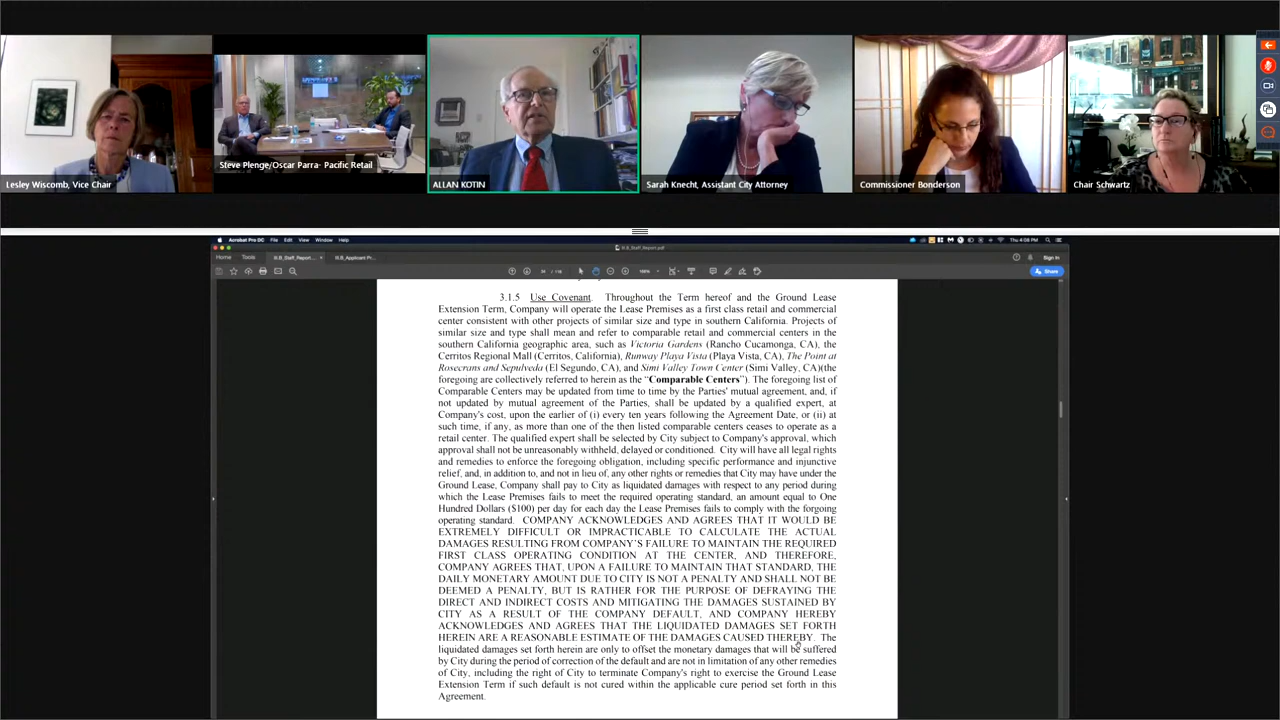 Lesley Wiscomb, Vice Chair
Steve Plenge/Oscar Parra- Pacific Retail
ALLAN KOTIN
Sarah Knecht, Assistant City Attorney
Commissioner Bonderson
Chair Schwartz
Acrobat Pro DC File Edit View Window Help
Thu 4:08 PM
III.B_Staff_Report.pdf
Home Tools III.B_Staff_Report... × III.B_Applicant Pr...
Sign In
Share
3.1.5 Use Covenant. Throughout the Term hereof and the Ground Lease
Extension Term, Company will operate the Lease Premises as a first class retail and commercial
center consistent with other projects of similar size and type in southern California. Projects of
similar size and type shall mean and refer to comparable retail and commercial centers in the
southern California geographic area, such as Victoria Gardens (Rancho Cucamonga, CA), the
Cerritos Regional Mall (Cerritos, California), Runway Playa Vista (Playa Vista, CA), The Point at
Rosecrans and Sepulveda (El Segundo, CA), and Simi Valley Town Center (Simi Valley, CA)(the
foregoing are collectively referred to herein as the “Comparable Centers”). The foregoing list of
Comparable Centers may be updated from time to time by the Parties' mutual agreement, and, if
not updated by mutual agreement of the Parties, shall be updated by a qualified expert, at
Company's cost, upon the earlier of (i) every ten years following the Agreement Date, or (ii) at
such time, if any, as more than one of the then listed comparable centers ceases to operate as a
retail center. The qualified expert shall be selected by City subject to Company's approval, which
approval shall not be unreasonably withheld, delayed or conditioned. City will have all legal rights
and remedies to enforce the foregoing obligation, including specific performance and injunctive
relief, and, in addition to, and not in lieu of, any other rights or remedies that City may have under the
Ground Lease, Company shall pay to City as liquidated damages with respect to any period during
which the Lease Premises fails to meet the required operating standard, an amount equal to One
Hundred Dollars ($100) per day for each day the Lease Premises fails to comply with the forgoing
operating standard. COMPANY ACKNOWLEDGES AND AGREES THAT IT WOULD BE
EXTREMELY DIFFICULT OR IMPRACTICABLE TO CALCULATE THE ACTUAL
DAMAGES RESULTING FROM COMPANY'S FAILURE TO MAINTAIN THE REQUIRED
FIRST CLASS OPERATING CONDITION AT THE CENTER, AND THEREFORE,
COMPANY AGREES THAT, UPON A FAILURE TO MAINTAIN THAT STANDARD, THE
DAILY MONETARY AMOUNT DUE TO CITY IS NOT A PENALTY AND SHALL NOT BE
DEEMED A PENALTY, BUT IS RATHER FOR THE PURPOSE OF DEFRAYING THE
DIRECT AND INDIRECT COSTS AND MITIGATING THE DAMAGES SUSTAINED BY
CITY AS A RESULT OF THE COMPANY DEFAULT, AND COMPANY HEREBY
ACKNOWLEDGES AND AGREES THAT THE LIQUIDATED DAMAGES SET FORTH
HEREIN ARE A REASONABLE ESTIMATE OF THE DAMAGES CAUSED THEREBY. The
liquidated damages set forth herein are only to offset the monetary damages that will be suffered
by City during the period of correction of the default and are not in limitation of any other remedies
of City, including the right of City to terminate Company's right to exercise the Ground Lease
Extension Term if such default is not cured within the applicable cure period set forth in this
Agreement.